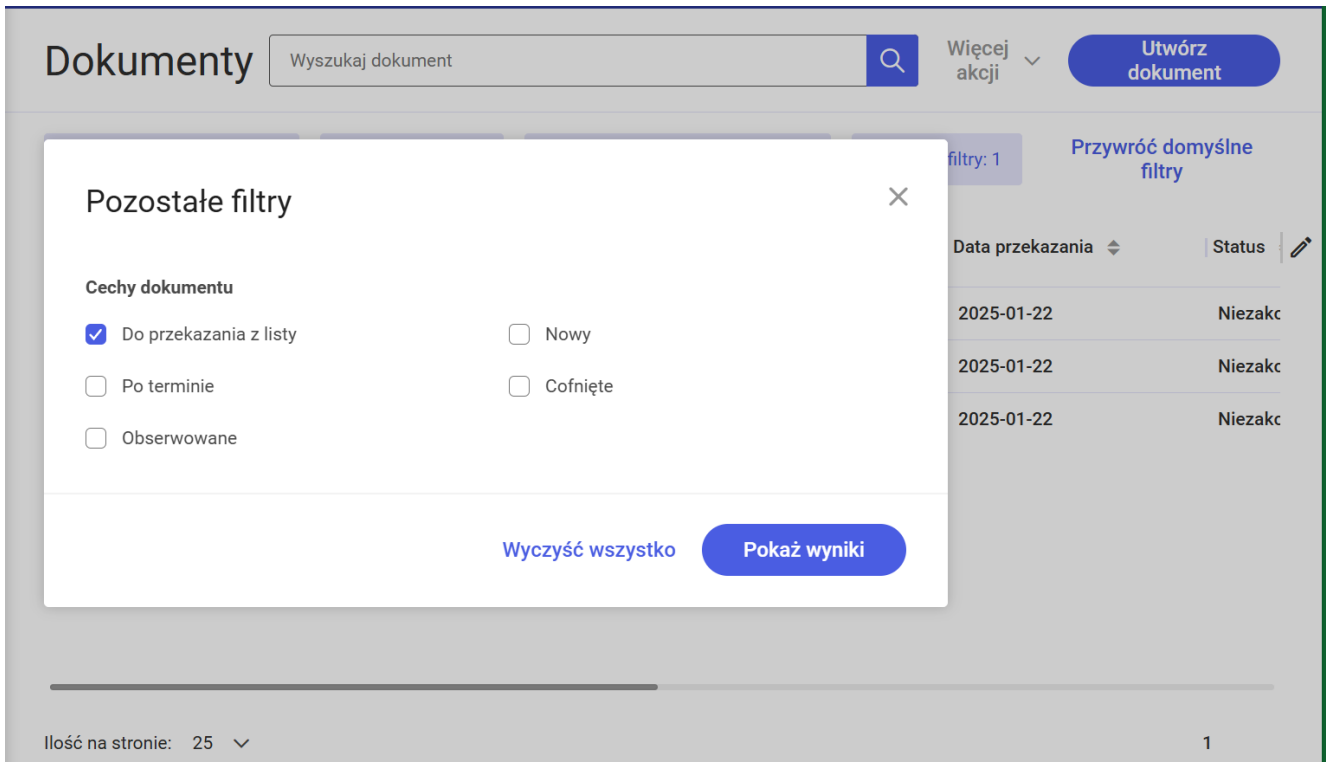 Dokumenty
Wyszukaj dokument
Więcej
akcji
Utwórz
dokument
filtry: 1
Przywróć domyślne
filtry
Pozostałe filtry
Cechy dokumentu
Do przekazania z listy
Nowy
Po terminie
Cofnięte
Obserwowane
Wyczyść wszystko
Pokaż wyniki
Data przekazania
Status
2025-01-22
Niezakc
2025-01-22
Niezakc
2025-01-22
Niezakc
Ilość na stronie: 25
1